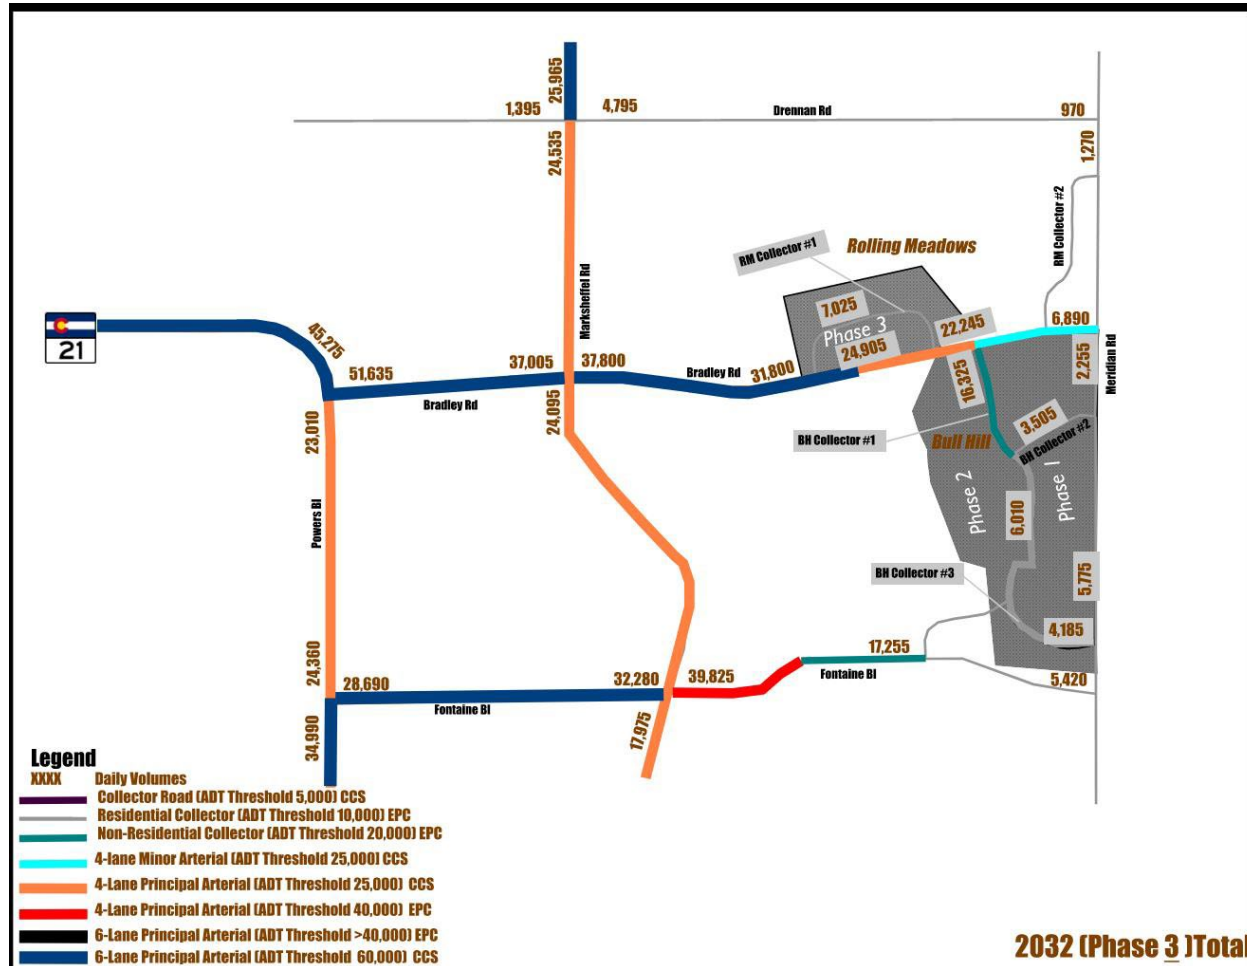 25,965
1,395
4,795
Drennan Rd
970
24,535
1,270
RM Collector #2
RM Collector #1
Rolling Meadows
Marksheffel Rd
7,025
Phase 3
22,245
6,890
21
45,275
24,905
2,255
Meridian Rd
51,635
37,005
37,800
Bradley Rd
31,800
16,325
Bradley Rd
24,095
23,010
3,505
BH Collector #1
Bull Hill
BH Collector #2
Powers Bl
Phase 2
6,010
Phase 1
BH Collector #3
5,775
4,185
17,255
24,360
28,690
32,280
39,825
Fontaine Bl
5,420
Fontaine Bl
34,990
17,975
Legend
XXXX Daily Volumes
Collector Road (ADT Threshold 5,000) CCS
Residential Collector (ADT Threshold 10,000) EPC
Non-Residential Collector (ADT Threshold 20,000) EPC
4-lane Minor Arterial (ADT Threshold 25,000) CCS
4-Lane Principal Arterial (ADT Threshold 25,000) CCS
4-Lane Principal Arterial (ADT Threshold 40,000) EPC
6-Lane Principal Arterial (ADT Threshold >40,000) EPC
6-Lane Principal Arterial (ADT Threshold 60,000) CCS
2032 (Phase 3 )Total